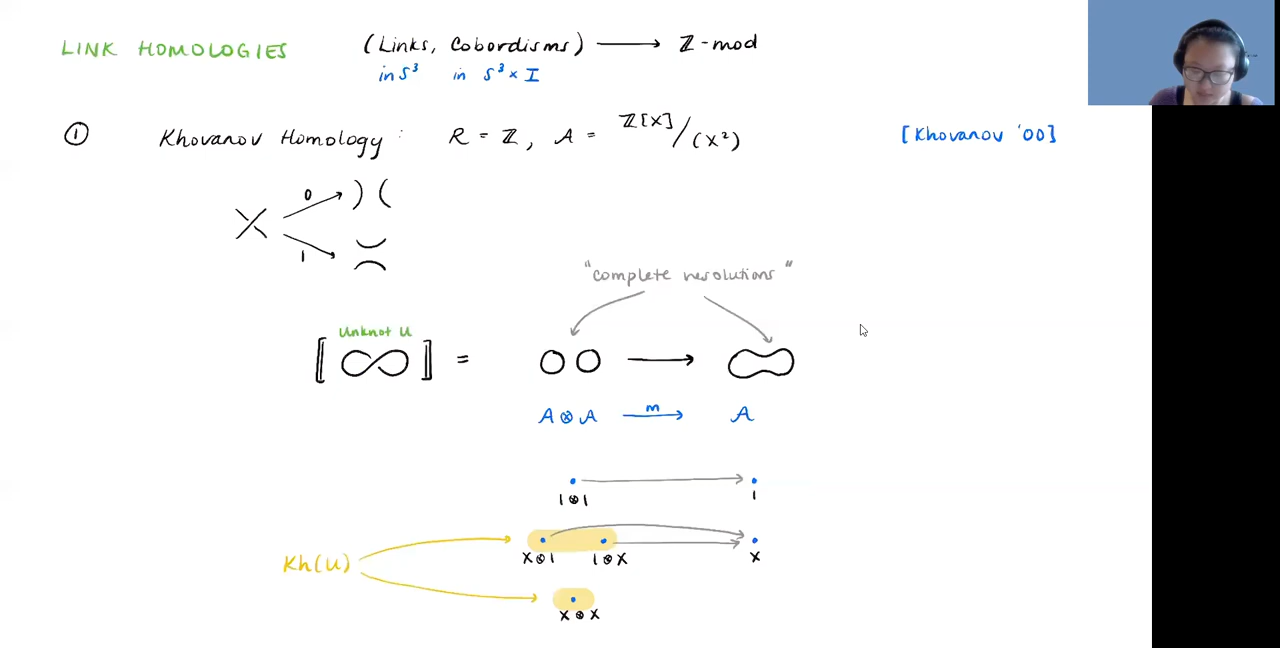 LINK HOMOLOGIES (Links, Cobordisms) ⟶ ℤ-mod
in S³ in S³ × I
① Khovanov Homology: R = ℤ, A = ℤ[X]/(X²) [Khovanov '00]
0
1
"complete resolutions"
Unknot U
⟦ ⟧ = ⟶
A ⊗ A m⟶ A
1⊗1 1
X⊗1 1⊗X X
Kh(U)
X⊗X